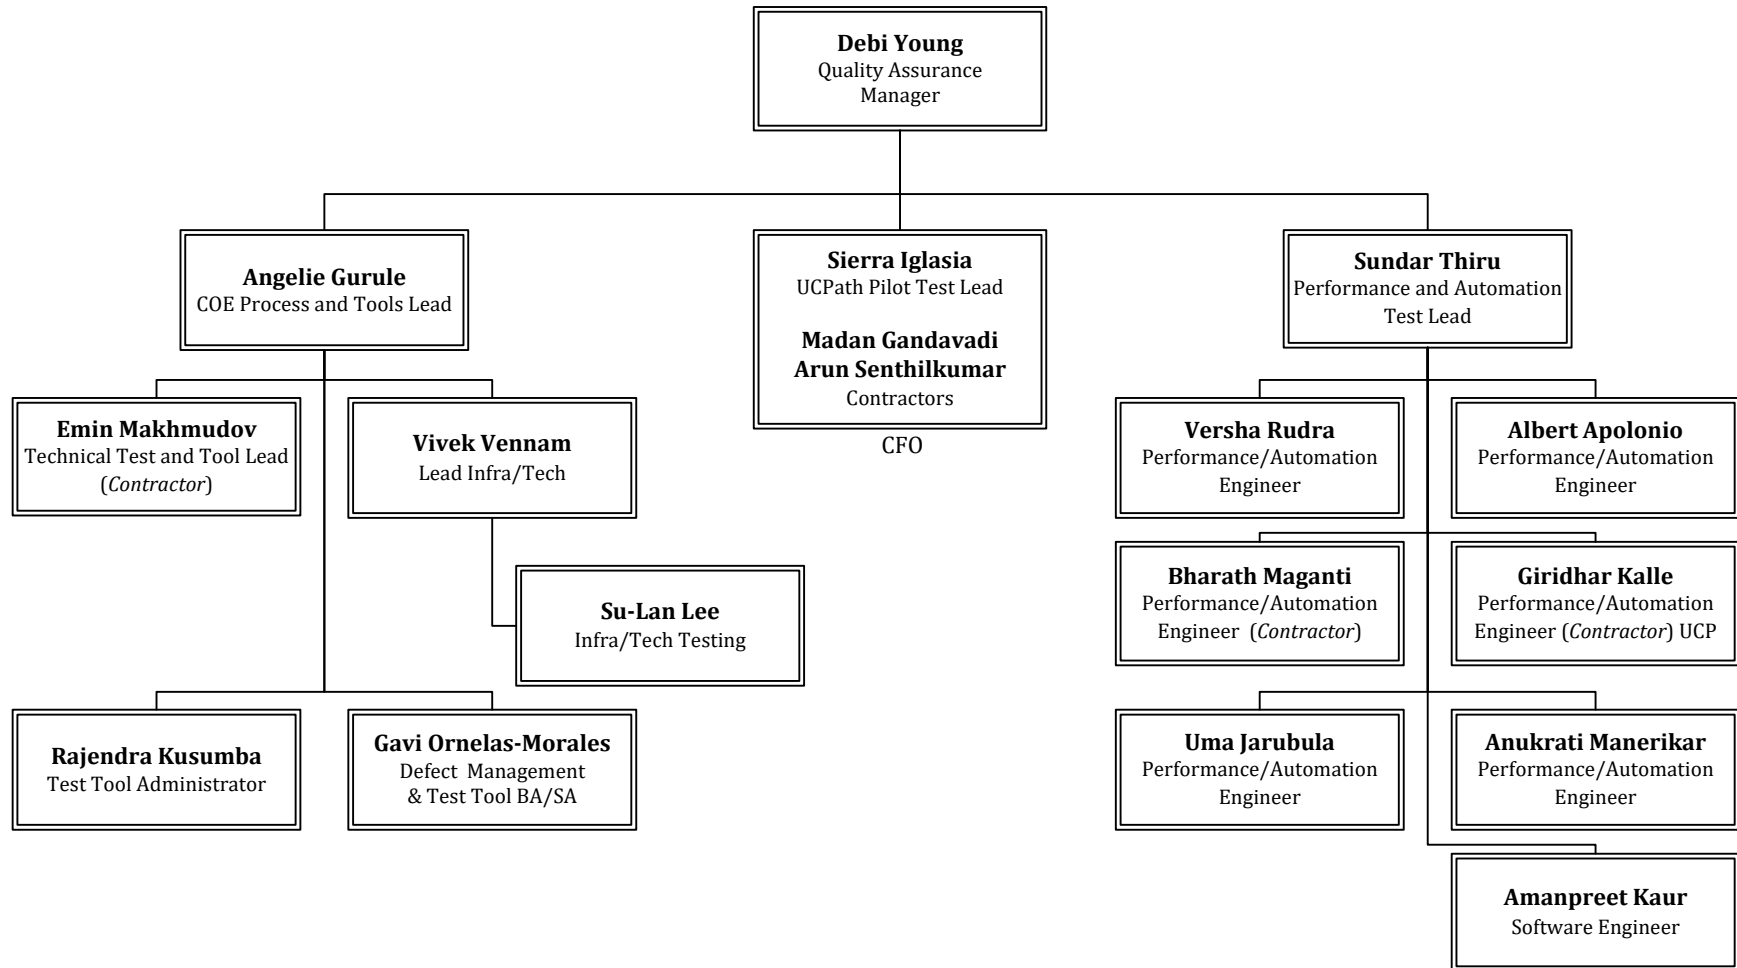 Debi Young
Quality Assurance
Manager
Angelie Gurule
COE Process and Tools Lead
Sierra Iglasia
UCPath Pilot Test Lead
Madan Gandavadi
Arun Senthilkumar
Contractors
CFO
Sundar Thiru
Performance and Automation
Test Lead
Emin Makhmudov
Technical Test and Tool Lead
(Contractor)
Vivek Vennam
Lead Infra/Tech
Su-Lan Lee
Infra/Tech Testing
Rajendra Kusumba
Test Tool Administrator
Gavi Ornelas-Morales
Defect Management
& Test Tool BA/SA
Versha Rudra
Performance/Automation
Engineer
Albert Apolonio
Performance/Automation
Engineer
Bharath Maganti
Performance/Automation
Engineer (Contractor)
Giridhar Kalle
Performance/Automation
Engineer (Contractor) UCP
Uma Jarubula
Performance/Automation
Engineer
Anukrati Manerikar
Performance/Automation
Engineer
Amanpreet Kaur
Software Engineer